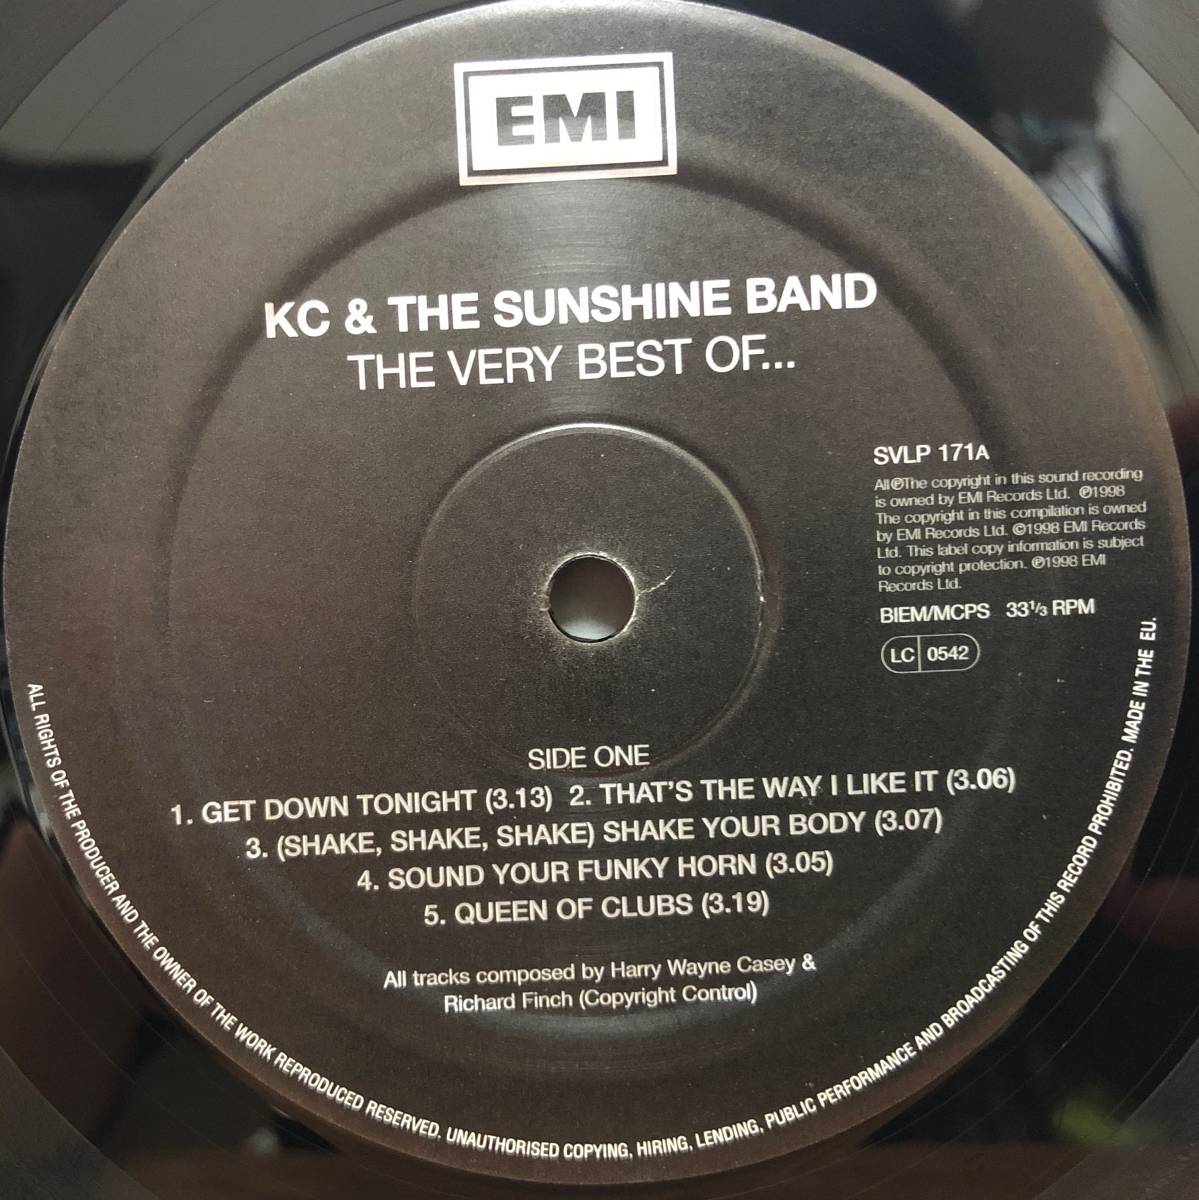 EMI
KC & THE SUNSHINE BAND
THE VERY BEST OF...
SVLP 171A
All℗The copyright in this sound recording
is owned by EMI Records Ltd. ℗1998
The copyright in this compilation is owned
by EMI Records Ltd. ©1998 EMI Records
Ltd. This label copy information is subject
to copyright protection. ℗1998 EMI
Records Ltd.
BIEM/MCPS 33⅓ RPM
LC 0542
SIDE ONE
1. GET DOWN TONIGHT (3.13) 2. THAT'S THE WAY I LIKE IT (3.06)
3. (SHAKE, SHAKE, SHAKE) SHAKE YOUR BODY (3.07)
4. SOUND YOUR FUNKY HORN (3.05)
5. QUEEN OF CLUBS (3.19)
All tracks composed by Harry Wayne Casey &
Richard Finch (Copyright Control)
ALL RIGHTS OF THE PRODUCER AND THE OWNER OF THE WORK REPRODUCED RESERVED. UNAUTHORISED COPYING, HIRING, LENDING, PUBLIC PERFORMANCE AND BROADCASTING OF THIS RECORD PROHIBITED. MADE IN THE EU.